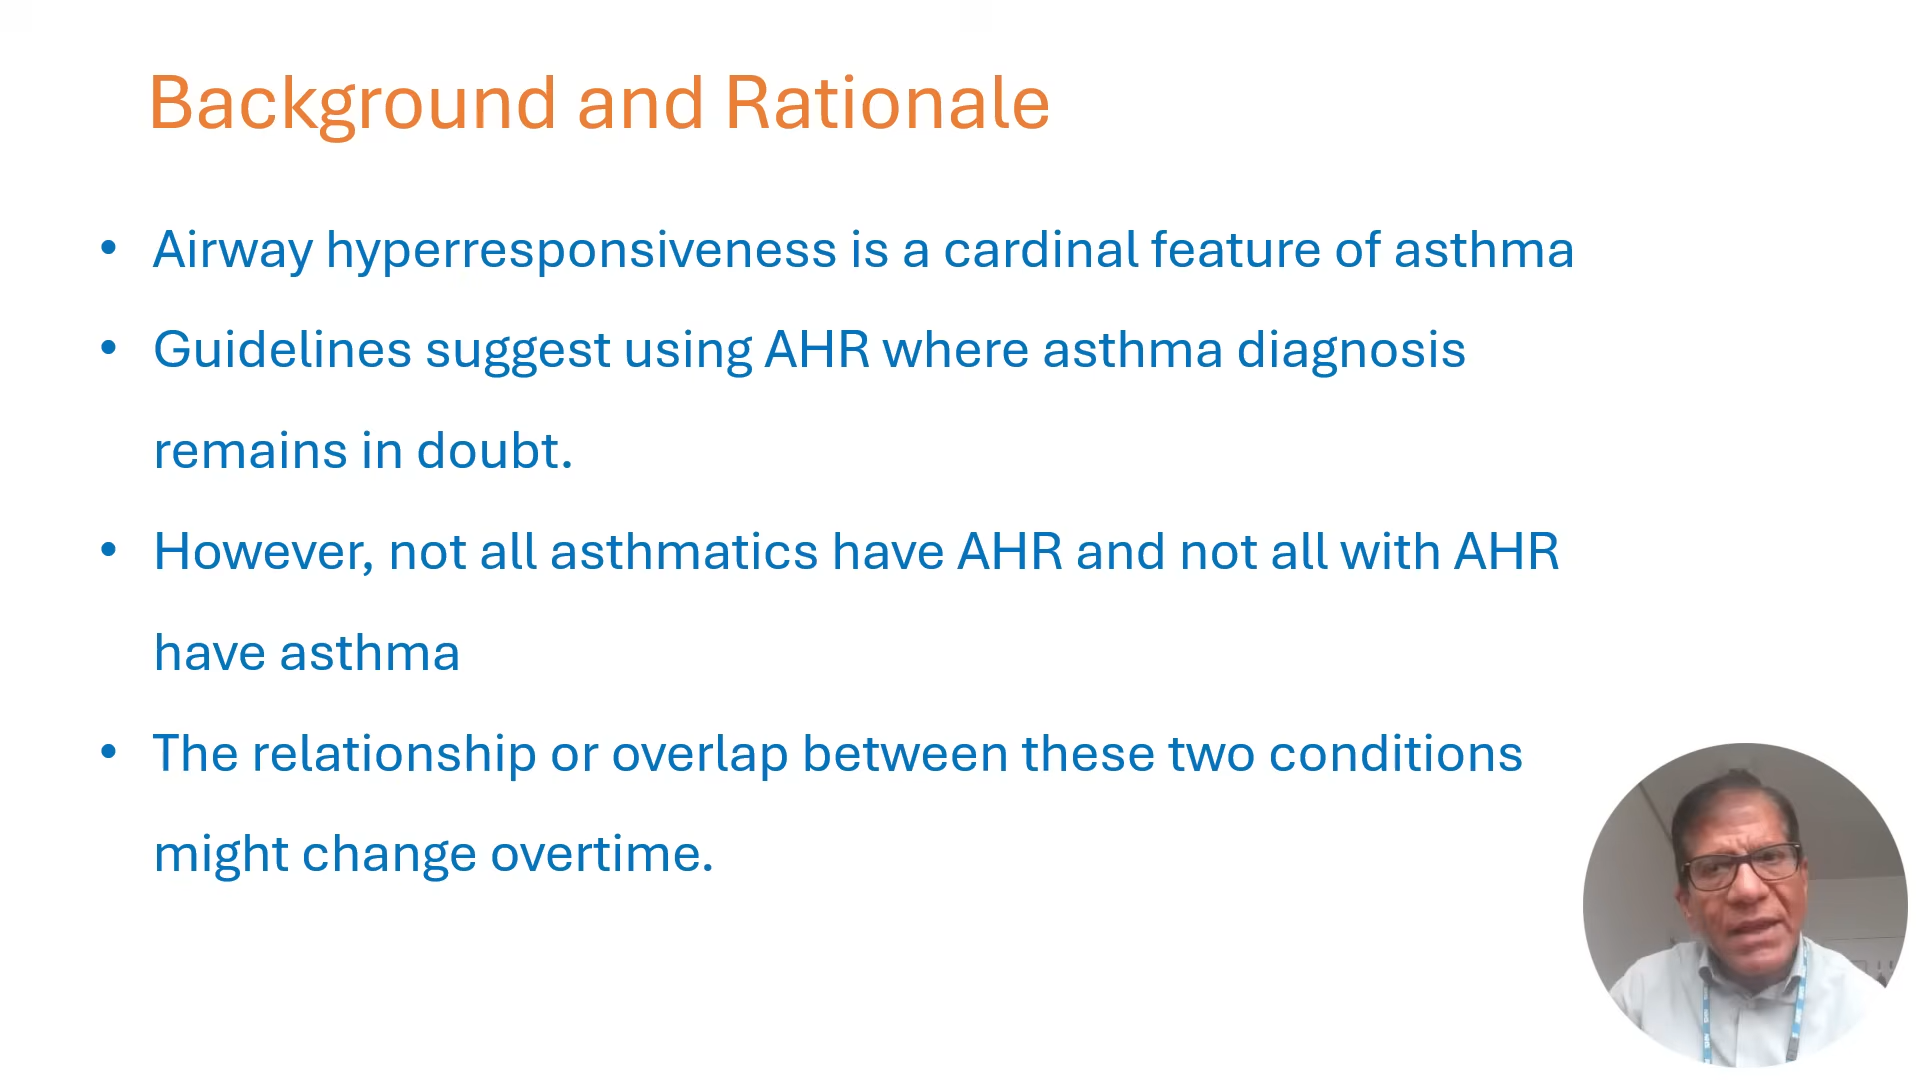 Background and Rationale
• Airway hyperresponsiveness is a cardinal feature of asthma
• Guidelines suggest using AHR where asthma diagnosis
remains in doubt.
• However, not all asthmatics have AHR and not all with AHR
have asthma
• The relationship or overlap between these two conditions
might change overtime.